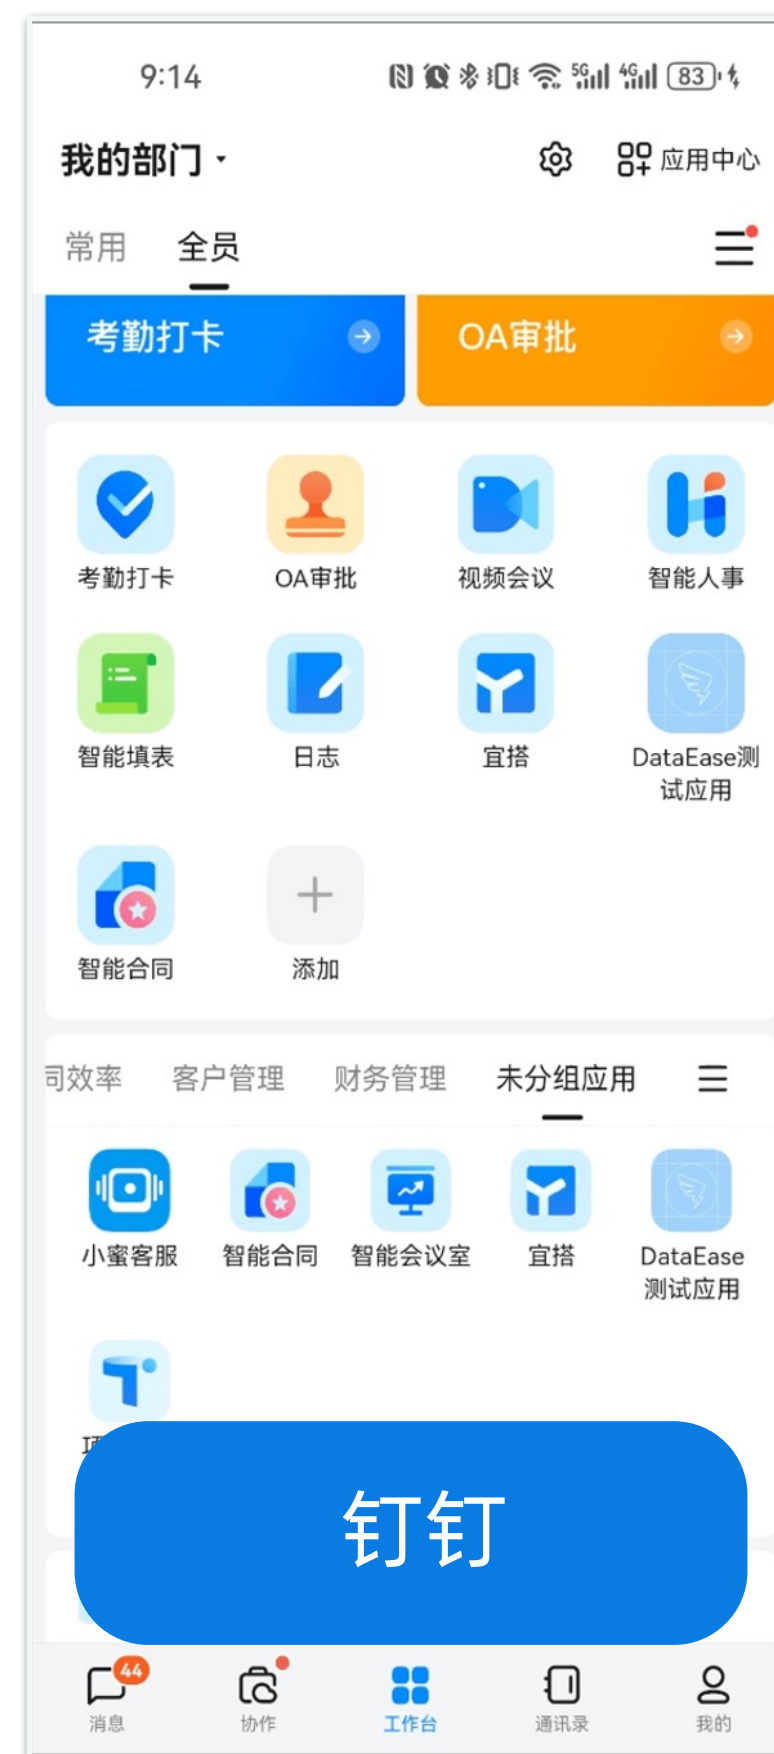 9:14 5G 4G 83
我的部门 应用中心
常用 全员
考勤打卡 OA审批
考勤打卡 OA审批 视频会议 智能人事
智能填表 日志 宜搭 DataEase测
试应用
智能合同 添加
司效率 客户管理 财务管理 未分组应用
小蜜客服 智能合同 智能会议室 宜搭 DataEase
测试应用
钉钉
44
消息 协作 工作台 通讯录 我的